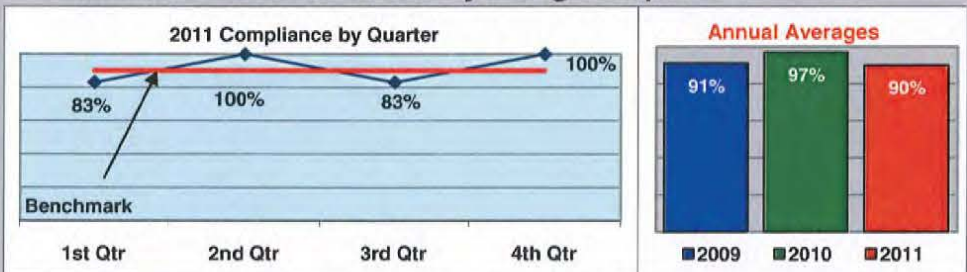 2011 Compliance by Quarter
83%
100%
83%
100%
Benchmark
1st Qtr 2nd Qtr 3rd Qtr 4th Qtr
Annual Averages
91%
97%
90%
2009 2010 2011